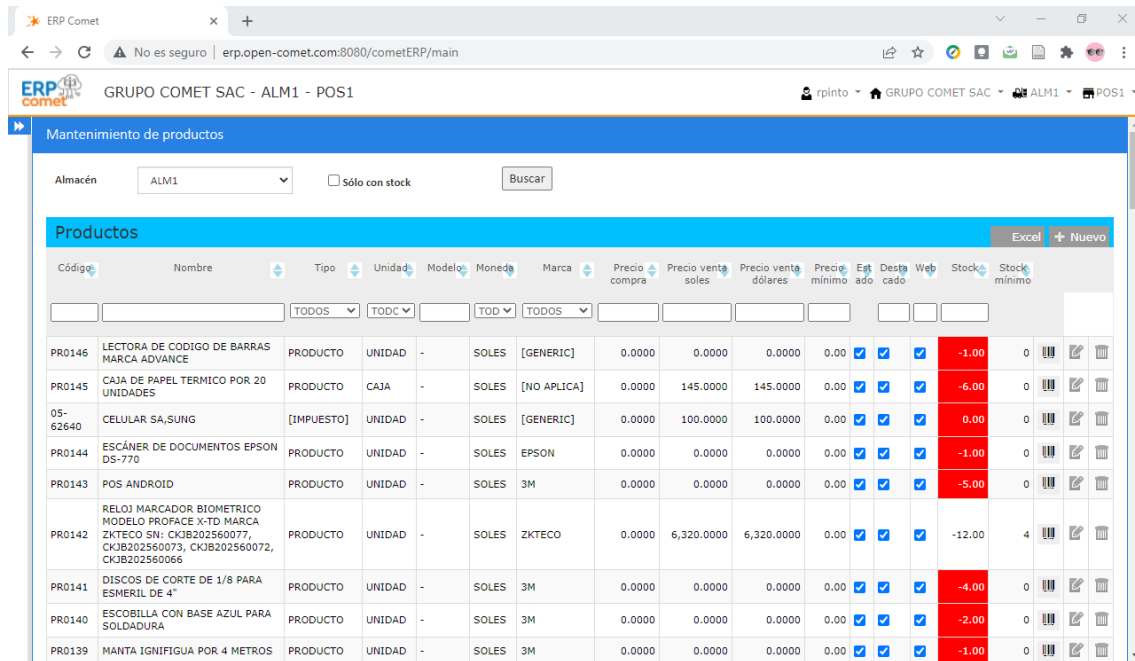 ERP Comet
No es seguro | erp.open-comet.com:8080/cometERP/main
ERP comet GRUPO COMET SAC - ALM1 - POS1 rpinto GRUPO COMET SAC ALM1 POS1
Mantenimiento de productos
Almacén ALM1 Sólo con stock Buscar
Productos Excel + Nuevo
Código Nombre Tipo Unidad Modelo Moneda Marca Precio compra Precio venta soles Precio venta dólares Precio mínimo Est ado Desta cado Web Stock Stock mínimo
TODOS TODC TOD TODOS
PR0146 LECTORA DE CODIGO DE BARRAS MARCA ADVANCE PRODUCTO UNIDAD - SOLES [GENERIC] 0.0000 0.0000 0.0000 0.00 -1.00 0
PR0145 CAJA DE PAPEL TERMICO POR 20 UNIDADES PRODUCTO CAJA - SOLES [NO APLICA] 0.0000 145.0000 145.0000 0.00 -6.00 0
05-62640 CELULAR SA,SUNG [IMPUESTO] UNIDAD - SOLES [GENERIC] 0.0000 100.0000 100.0000 0.00 0.00 0
PR0144 ESCÁNER DE DOCUMENTOS EPSON DS-770 PRODUCTO UNIDAD - SOLES EPSON 0.0000 0.0000 0.0000 0.00 -1.00 0
PR0143 POS ANDROID PRODUCTO UNIDAD - SOLES 3M 0.0000 0.0000 0.0000 0.00 -5.00 0
PR0142 RELOJ MARCADOR BIOMETRICO MODELO PROFACE X-TD MARCA ZKTECO SN: CKJB202560077, CKJB202560073, CKJB202560072, CKJB202560066 PRODUCTO UNIDAD - SOLES ZKTECO 0.0000 6,320.0000 6,320.0000 0.00 -12.00 4
PR0141 DISCOS DE CORTE DE 1/8 PARA ESMERIL DE 4" PRODUCTO UNIDAD - SOLES 3M 0.0000 0.0000 0.0000 0.00 -4.00 0
PR0140 ESCOBILLA CON BASE AZUL PARA SOLDADURA PRODUCTO UNIDAD - SOLES 3M 0.0000 0.0000 0.0000 0.00 -2.00 0
PR0139 MANTA IGNIFIGUA POR 4 METROS PRODUCTO UNIDAD - SOLES 3M 0.0000 0.0000 0.0000 0.00 -1.00 0